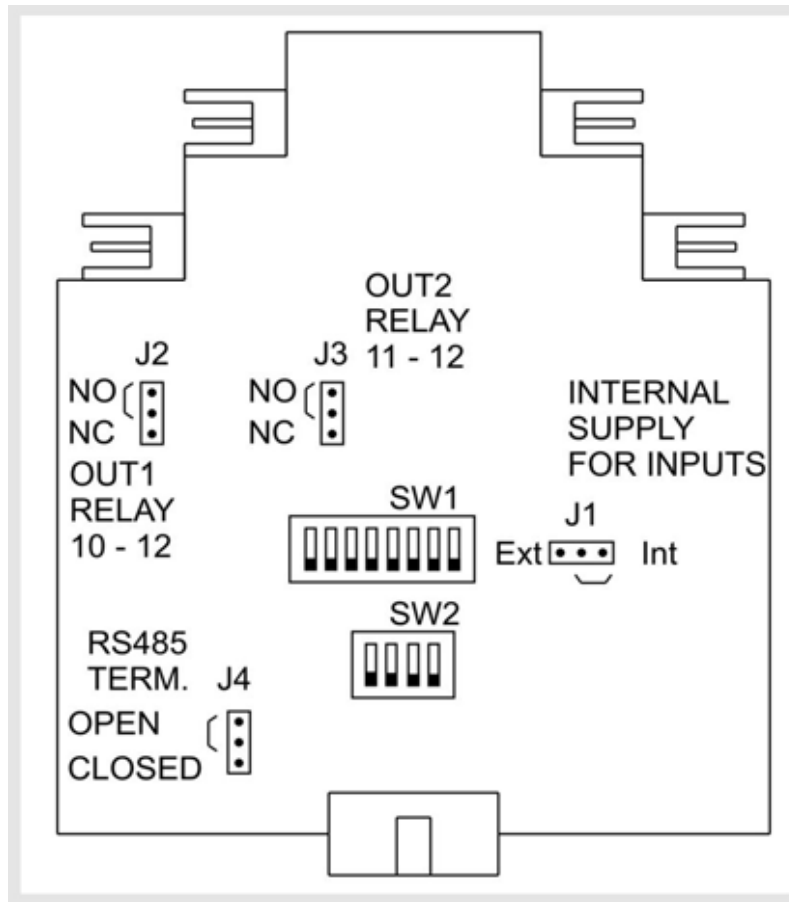 OUT2
RELAY
11 - 12
J2
J3
NO
NC
NO
NC
OUT1
RELAY
10 - 12
INTERNAL
SUPPLY
FOR INPUTS
J1
Ext
Int
SW1
SW2
RS485
TERM.
J4
OPEN
CLOSED